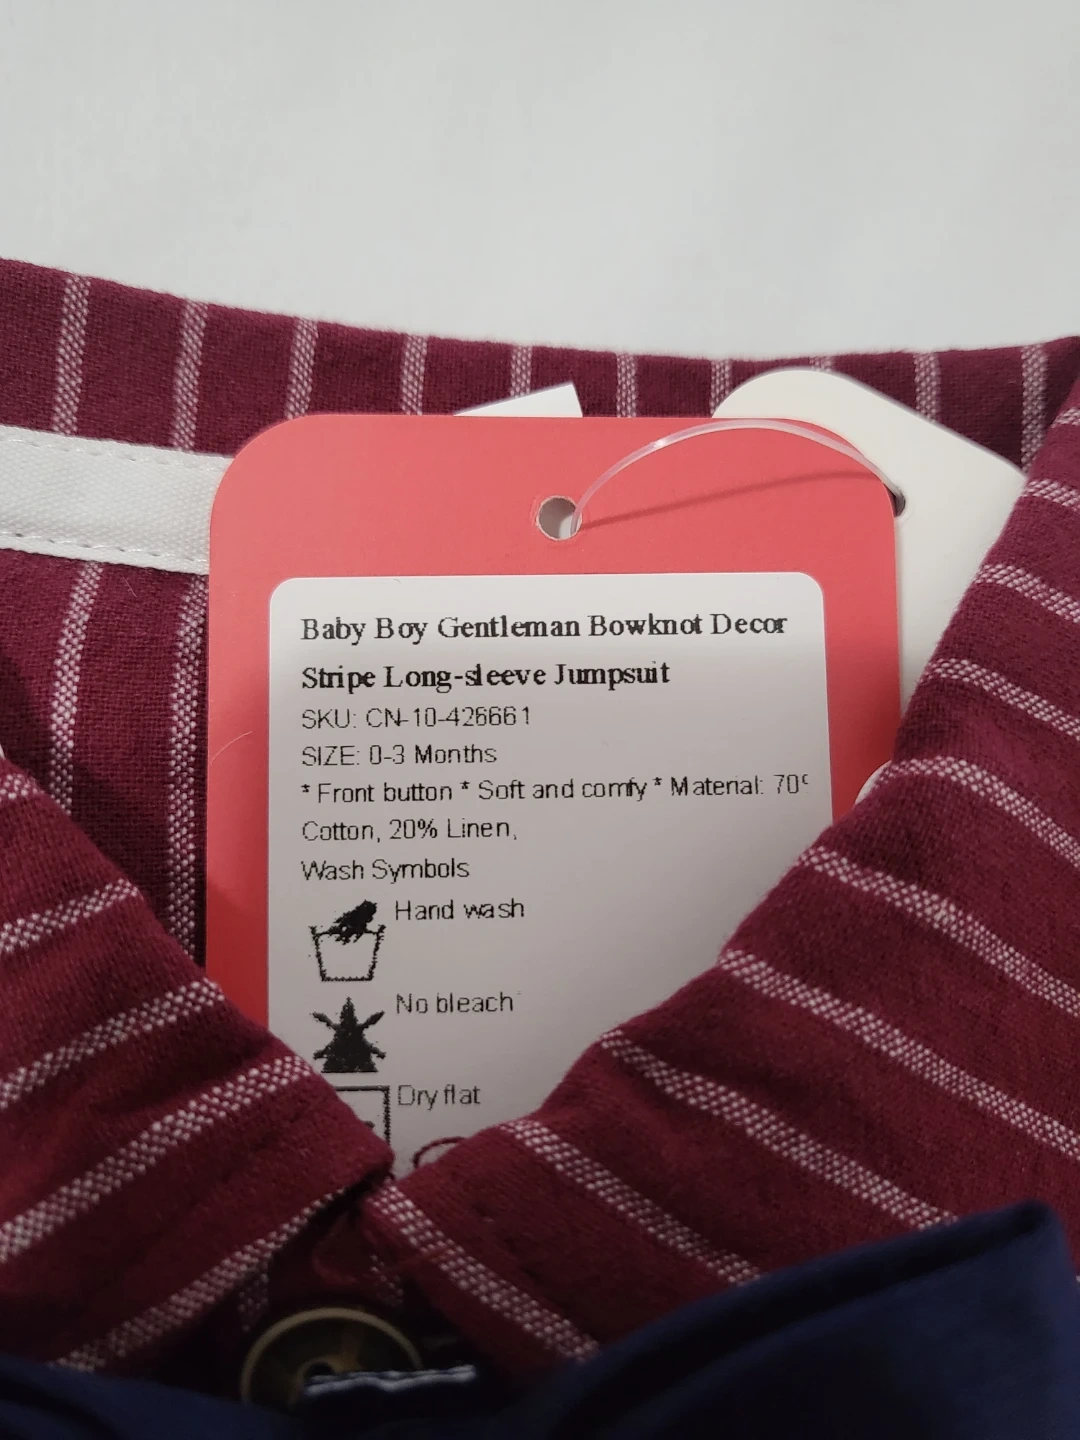 Baby Boy Gentleman Bowknot Decor
Stripe Long-sleeve Jumpsuit
SKU: CN-10-426661
SIZE: 0-3 Months
* Front button * Soft and comfy * Material: 70
Cotton, 20% Linen,
Wash Symbols
Hand wash
No bleach
Dry flat